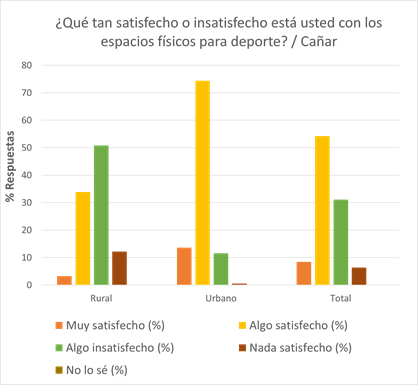 ¿Qué tan satisfecho o insatisfecho está usted con los
espacios físicos para deporte? / Cañar
% Respuestas
80
70
60
50
40
30
20
10
0
Rural Urbano Total
Muy satisfecho (%) Algo satisfecho (%)
Algo insatisfecho (%) Nada satisfecho (%)
No lo sé (%)